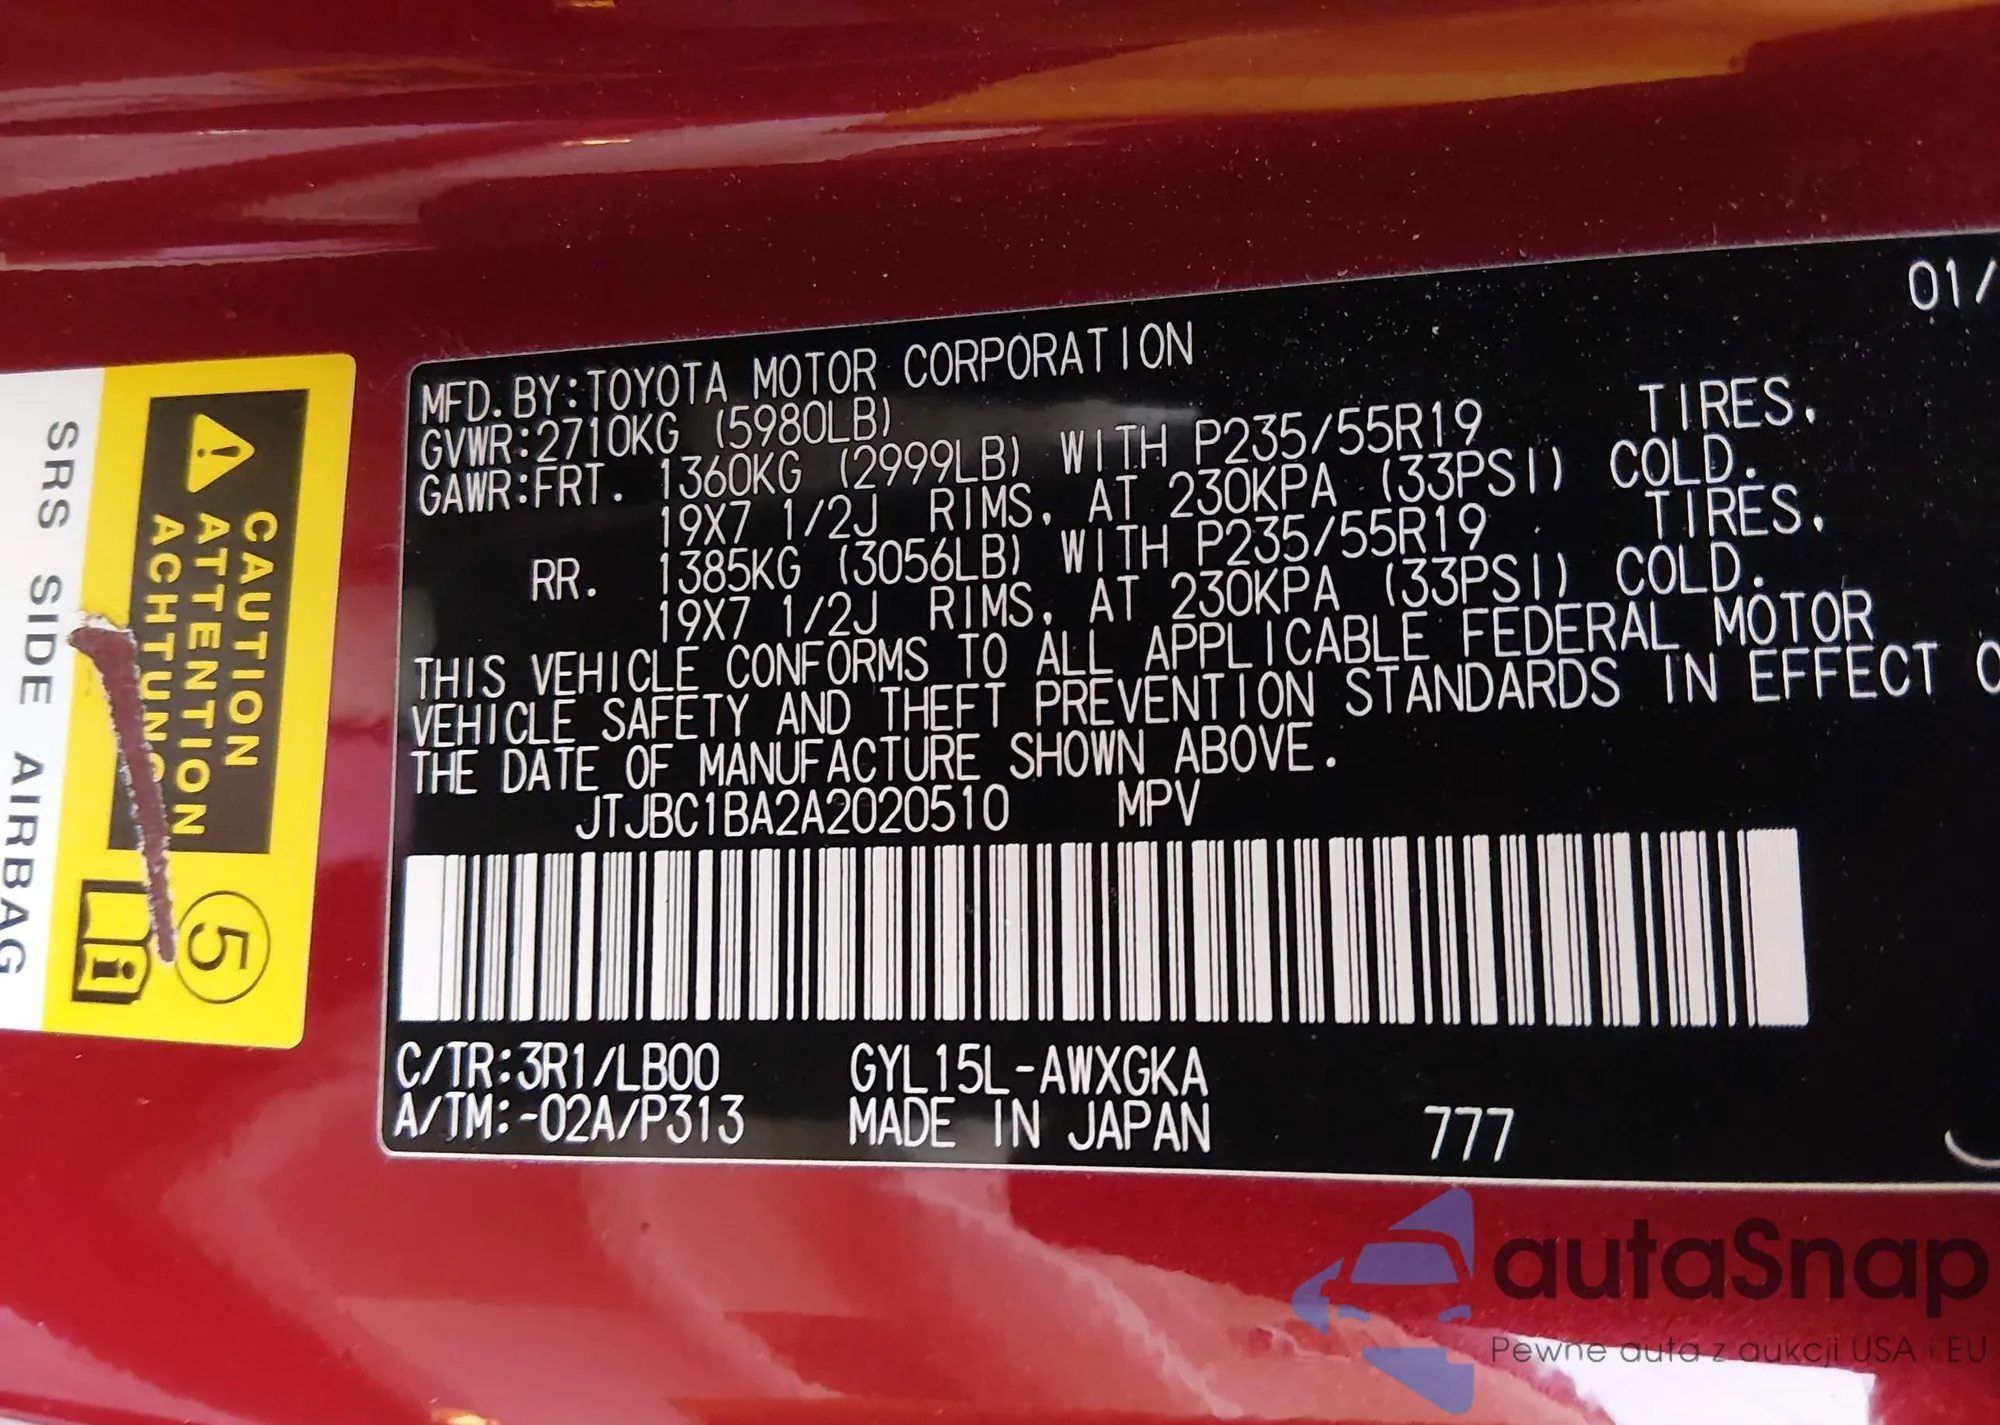 01/
MFD.BY:TOYOTA MOTOR CORPORATION
GVWR:2710KG (5980LB)
GAWR:FRT. 1360KG (2999LB) WITH P235/55R19 TIRES,
19X7 1/2J RIMS, AT 230KPA (33PSI) COLD.
RR. 1385KG (3056LB) WITH P235/55R19 TIRES,
19X7 1/2J RIMS, AT 230KPA (33PSI) COLD.
THIS VEHICLE CONFORMS TO ALL APPLICABLE FEDERAL MOTOR
VEHICLE SAFETY AND THEFT PREVENTION STANDARDS IN EFFECT
THE DATE OF MANUFACTURE SHOWN ABOVE.
JTJBC1BA2A2020510 MPV
C/TR:3R1/LB00 GYL15L-AWXGKA
A/TM:-02A/P313 MADE IN JAPAN 777
CAUTION
ATTENTION
ACHTUNG
5
SRS SIDE AIRBAG
autaSnap
Pewne auta z aukcji USA i EU